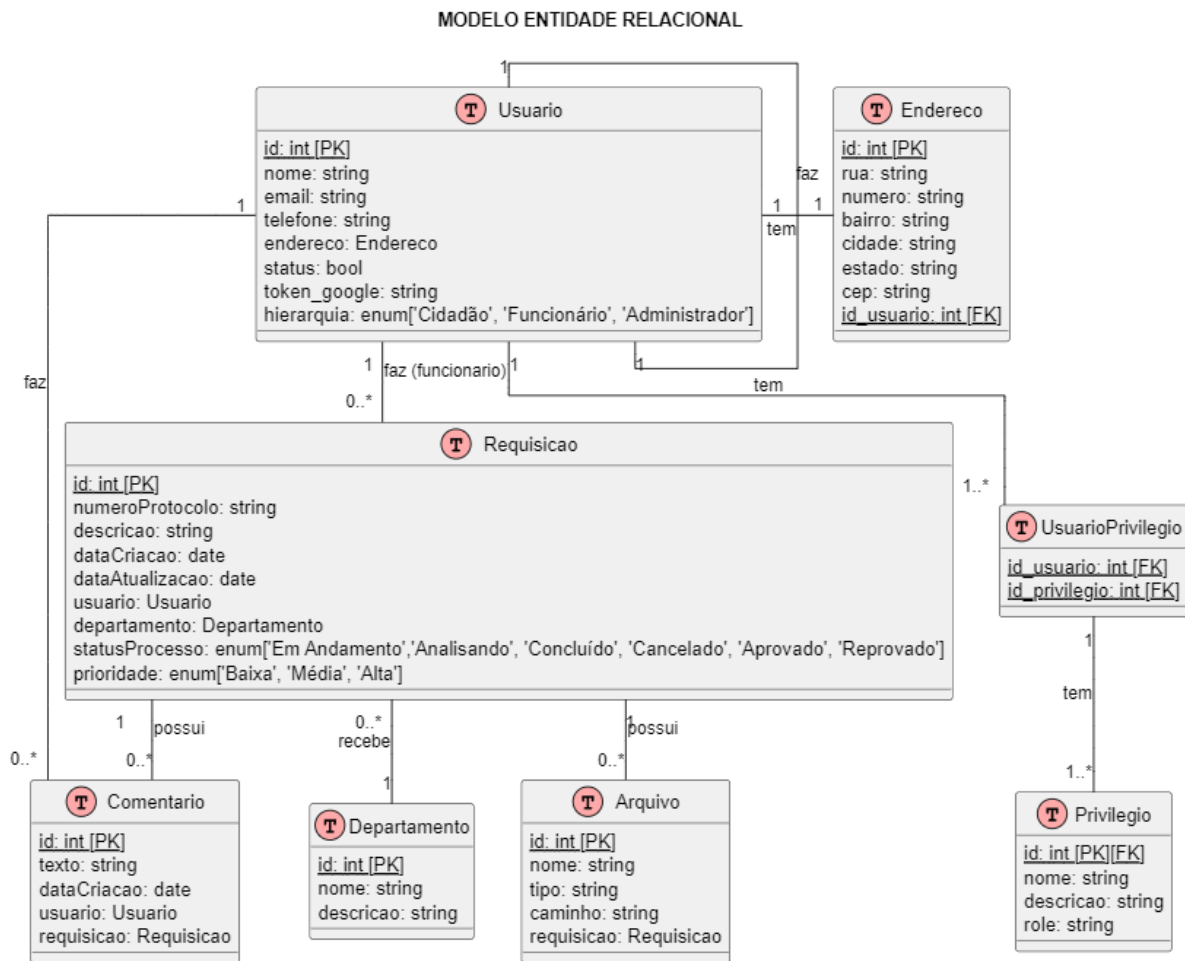 MODELO ENTIDADE RELACIONAL
1
T Usuario
id: int [PK]
nome: string
email: string
telefone: string
endereco: Endereco
status: bool
token_google: string
hierarquia: enum['Cidadão', 'Funcionário', 'Administrador']
T Endereco
id: int [PK]
rua: string
numero: string
bairro: string
cidade: string
estado: string
cep: string
id_usuario: int [FK]
faz
1
1
tem
1
1
faz
1
faz (funcionario)
0..*
1
1
tem
1..*
T Requisicao
id: int [PK]
numeroProtocolo: string
descricao: string
dataCriacao: date
dataAtualizacao: date
usuario: Usuario
departamento: Departamento
statusProcesso: enum['Em Andamento','Analisando', 'Concluído', 'Cancelado', 'Aprovado', 'Reprovado']
prioridade: enum['Baixa', 'Média', 'Alta']
T UsuarioPrivilegio
id_usuario: int [FK]
id_privilegio: int [FK]
1
tem
1..*
1
possui
0..*
0..*
0..*
recebe
1
1
possui
0..*
T Comentario
id: int [PK]
texto: string
dataCriacao: date
usuario: Usuario
requisicao: Requisicao
T Departamento
id: int [PK]
nome: string
descricao: string
T Arquivo
id: int [PK]
nome: string
tipo: string
caminho: string
requisicao: Requisicao
T Privilegio
id: int [PK][FK]
nome: string
descricao: string
role: string